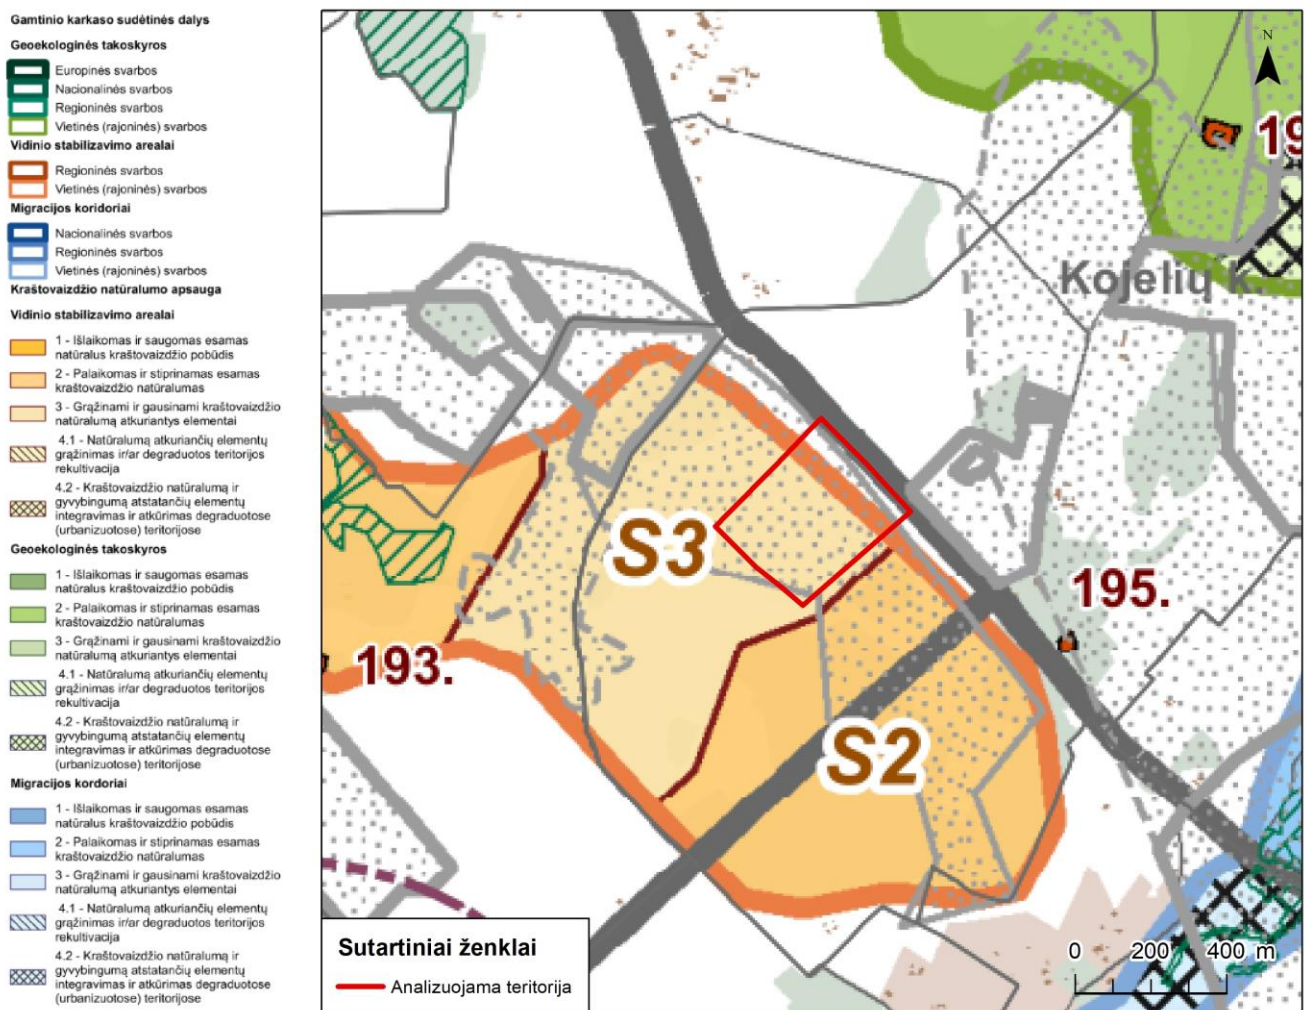 Gamtinio karkaso sudėtinės dalys
Geoekologinės takoskyros
Europinės svarbos
Nacionalinės svarbos
Regioninės svarbos
Vietinės (rajoninės) svarbos
Vidinio stabilizavimo arealai
Regioninės svarbos
Vietinės (rajoninės) svarbos
Migracijos koridoriai
Nacionalinės svarbos
Regioninės svarbos
Vietinės (rajoninės) svarbos
Kraštovaizdžio natūralumo apsauga
Vidinio stabilizavimo arealai
1 - Išlaikomas ir saugomas esamas
natūralus kraštovaizdžio pobūdis
2 - Palaikomas ir stiprinamas esamas
kraštovaizdžio natūralumas
3 - Grąžinami ir gausinami kraštovaizdžio
natūralumą atkuriantys elementai
4.1 - Natūralumą atkuriančių elementų
grąžinimas ir/ar degraduotos teritorijos
rekultivacija
4.2 - Kraštovaizdžio natūralumą ir
gyvybingumą atstatančių elementų
integravimas ir atkūrimas degraduotose
(urbanizuotose) teritorijose
Geoekologinės takoskyros
1 - Išlaikomas ir saugomas esamas
natūralus kraštovaizdžio pobūdis
2 - Palaikomas ir stiprinamas esamas
kraštovaizdžio natūralumas
3 - Grąžinami ir gausinami kraštovaizdžio
natūralumą atkuriantys elementai
4.1 - Natūralumą atkuriančių elementų
grąžinimas ir/ar degraduotos teritorijos
rekultivacija
4.2 - Kraštovaizdžio natūralumą ir
gyvybingumą atstatančių elementų
integravimas ir atkūrimas degraduotose
(urbanizuotose) teritorijose
Migracijos kordoriai
1 - Išlaikomas ir saugomas esamas
natūralus kraštovaizdžio pobūdis
2 - Palaikomas ir stiprinamas esamas
kraštovaizdžio natūralumas
3 - Grąžinami ir gausinami kraštovaizdžio
natūralumą atkuriantys elementai
4.1 - Natūralumą atkuriančių elementų
grąžinimas ir/ar degraduotos teritorijos
rekultivacija
4.2 - Kraštovaizdžio natūralumą ir
gyvybingumą atstatančių elementų
integravimas ir atkūrimas degraduotose
(urbanizuotose) teritorijose
N
19
Kojelių k.
S3
195.
193.
S2
Sutartiniai ženklai
Analizuojama teritorija
0 200 400 m